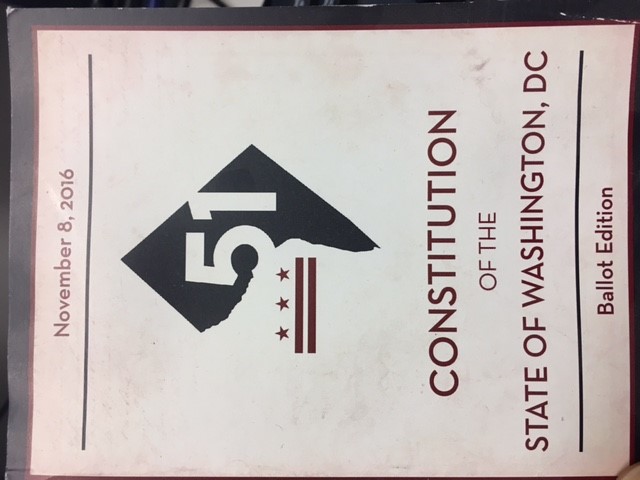 November 8, 2016
51
CONSTITUTION
OF THE
STATE OF WASHINGTON, DC
Ballot Edition